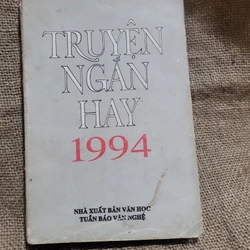 TRUYỆN
NGẮN
HAY
1994
NHÀ XUẤT BẢN VĂN HỌC
TUẦN BÁO VĂN NGHỆ